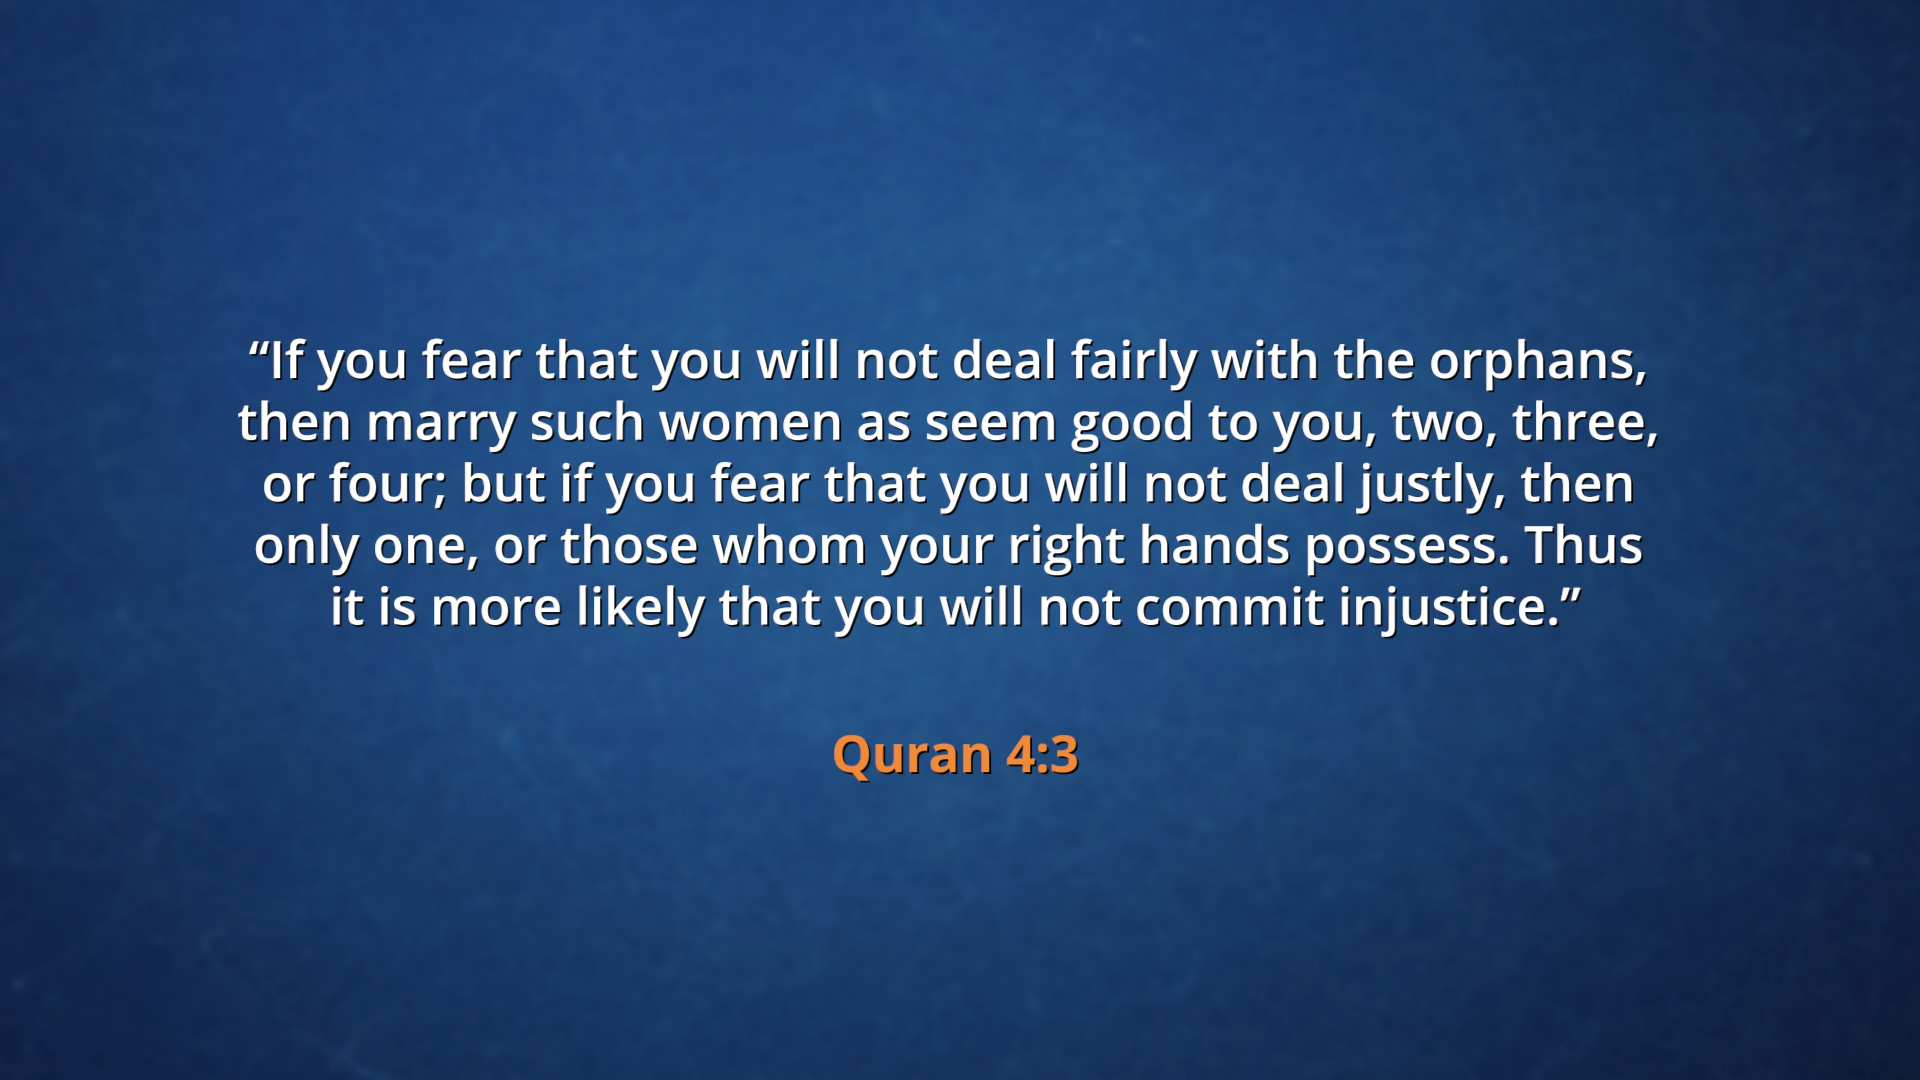 “If you fear that you will not deal fairly with the orphans,
then marry such women as seem good to you, two, three,
or four; but if you fear that you will not deal justly, then
only one, or those whom your right hands possess. Thus
it is more likely that you will not commit injustice.”
Quran 4:3